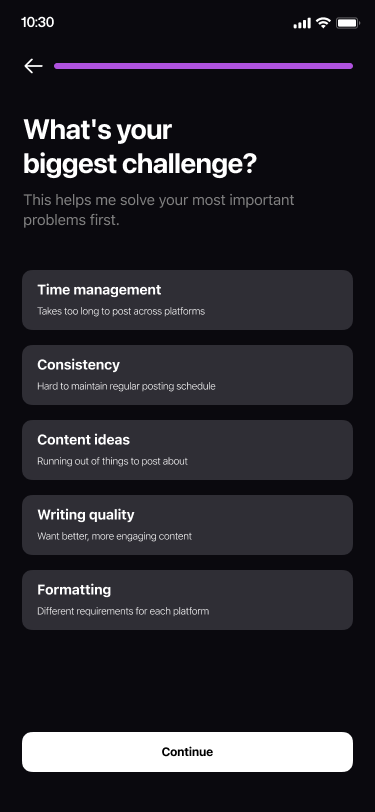 10:30
What's your
biggest challenge?
This helps me solve your most important
problems first.
Time management
Takes too long to post across platforms
Consistency
Hard to maintain regular posting schedule
Content ideas
Running out of things to post about
Writing quality
Want better, more engaging content
Formatting
Different requirements for each platform
Continue